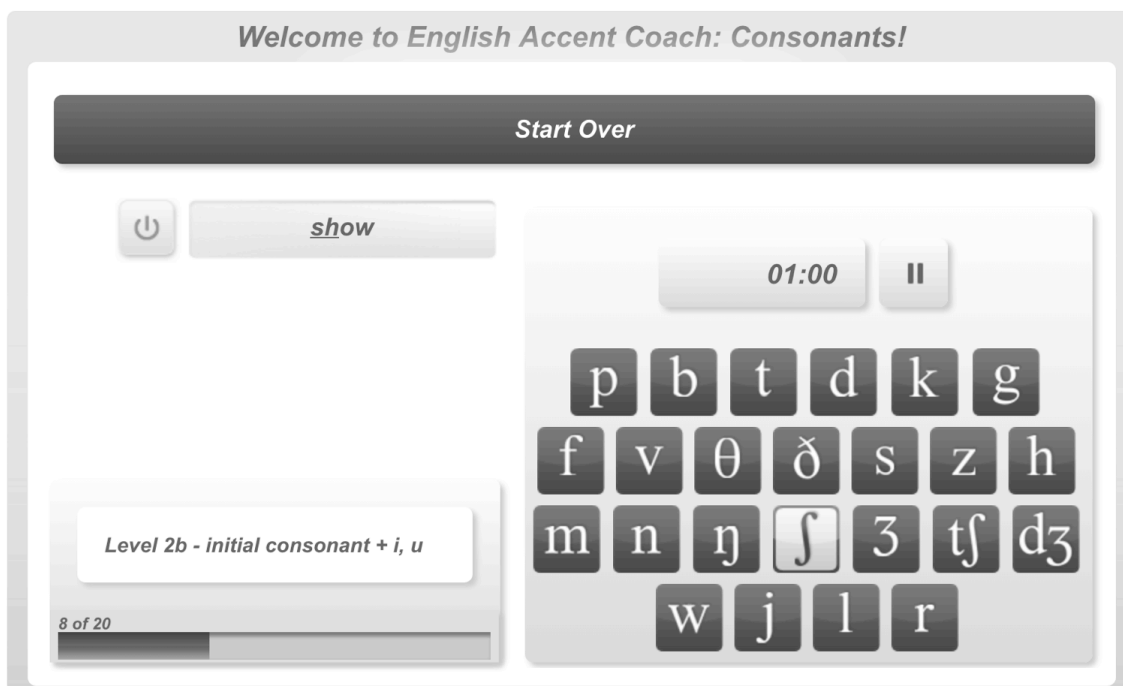 Welcome to English Accent Coach: Consonants!
Start Over
show
01:00
p b t d k g
f v θ ð s z h
m n ŋ ʃ ʒ tʃ dʒ
w j l r
Level 2b - initial consonant + i, u
8 of 20